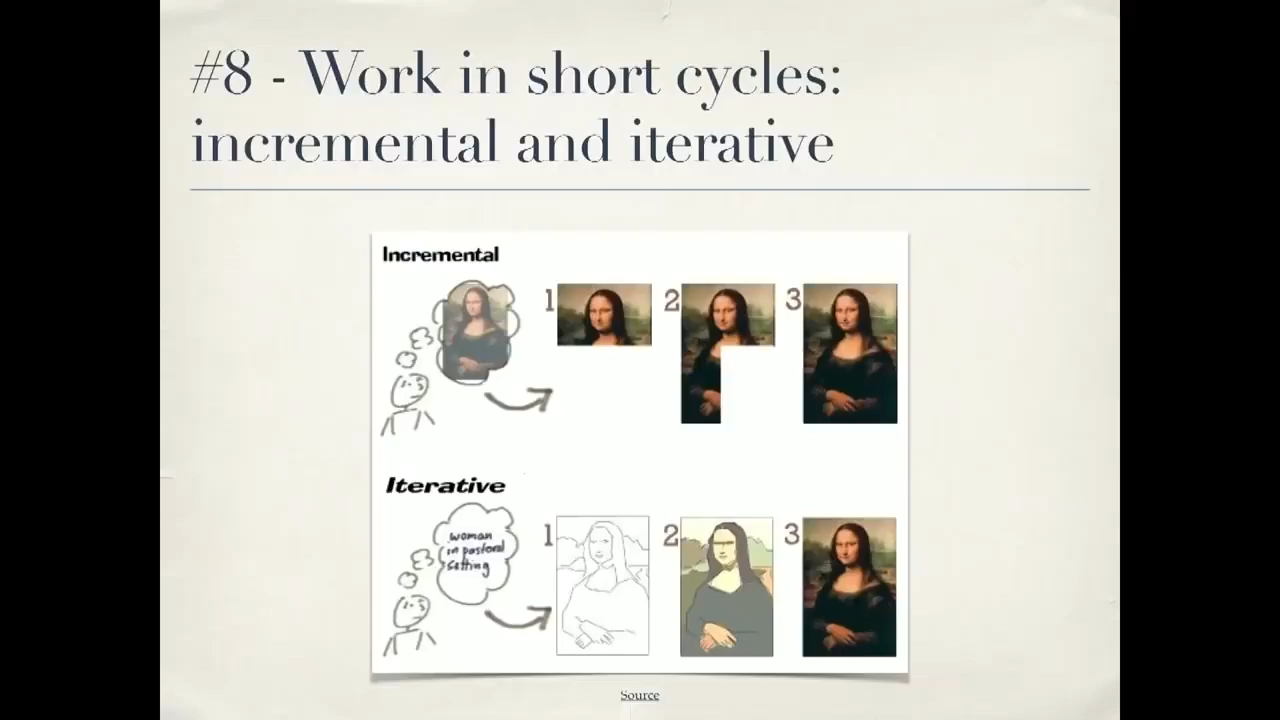 #8 - Work in short cycles:
incremental and iterative
Incremental
1 2 3
Iterative
woman
in pastoral
setting
1 2 3
Source